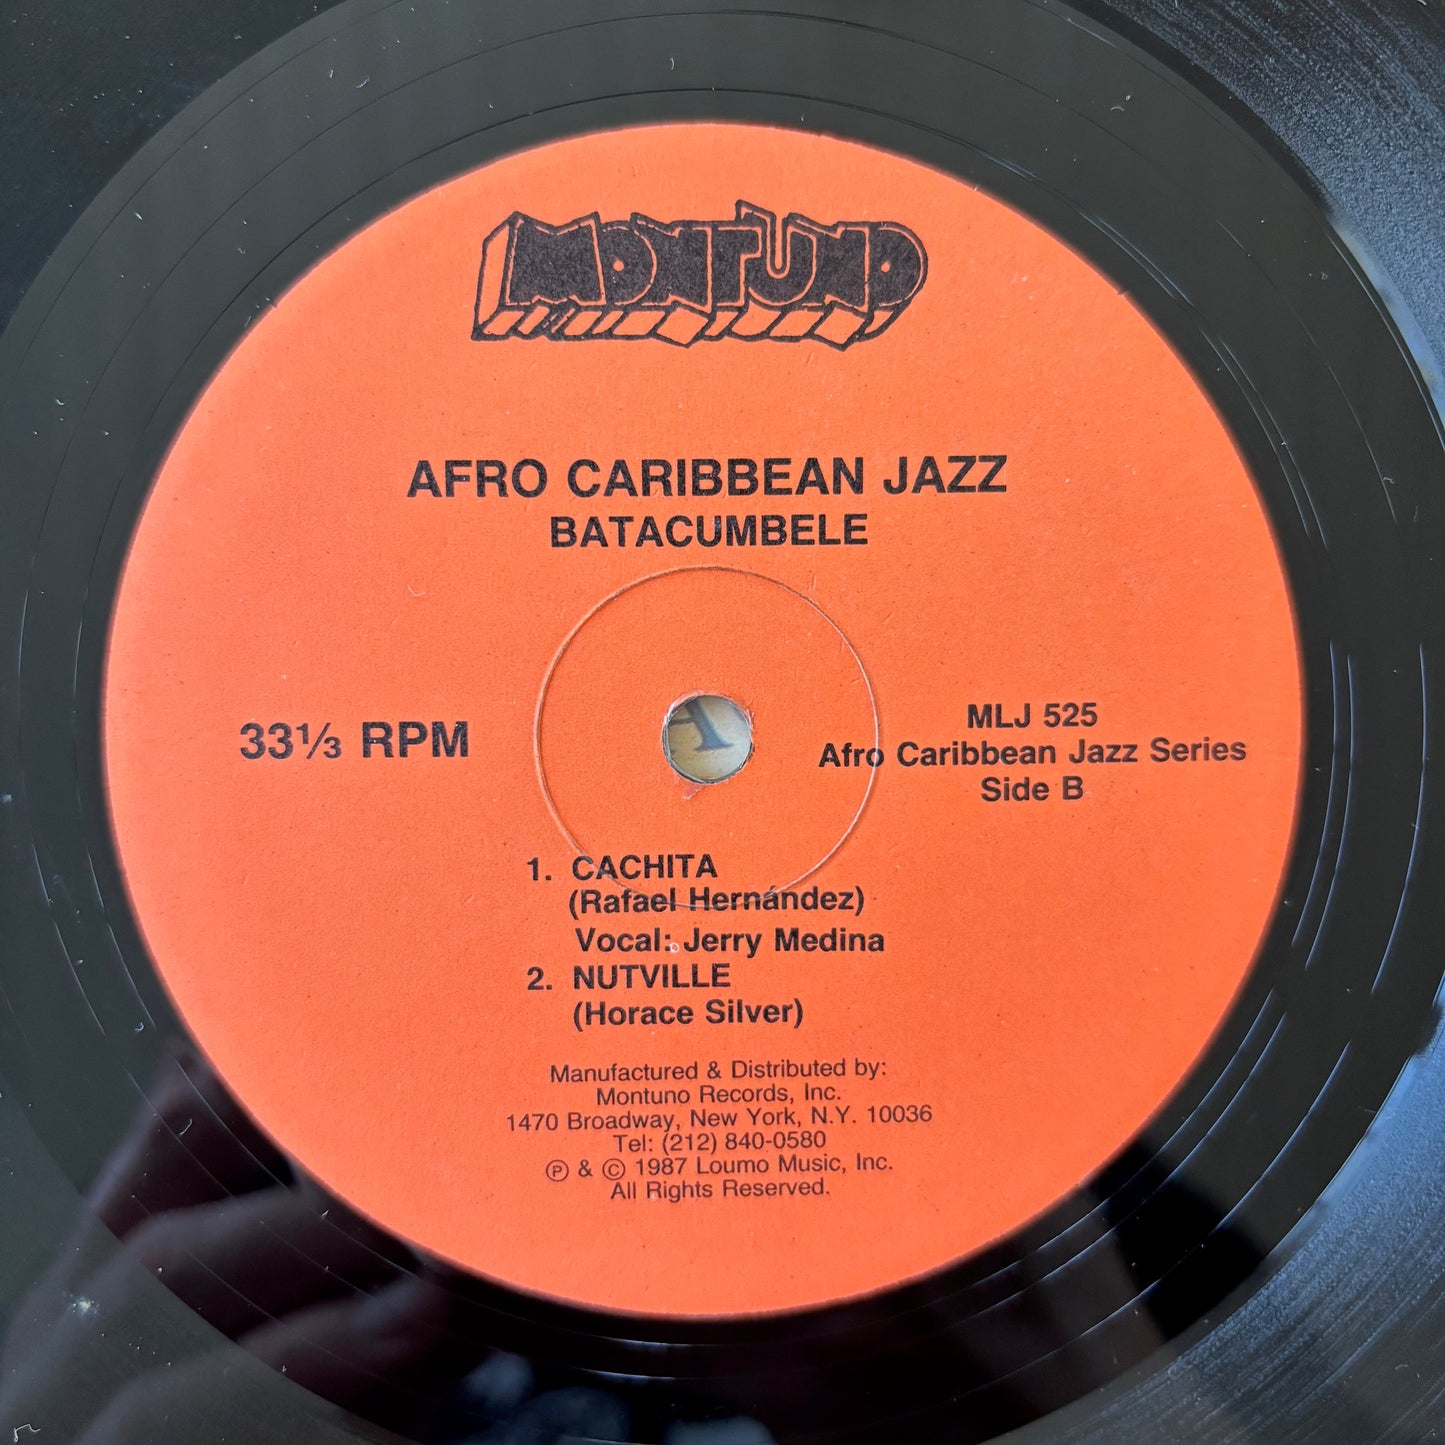 MONTUNO
AFRO CARIBBEAN JAZZ
BATACUMBELE
33⅓ RPM
MLJ 525
Afro Caribbean Jazz Series
Side B
A
1. CACHITA
(Rafael Hernández)
Vocal: Jerry Medina
2. NUTVILLE
(Horace Silver)
Manufactured & Distributed by:
Montuno Records, Inc.
1470 Broadway, New York, N.Y. 10036
Tel: (212) 840-0580
℗ & © 1987 Loumo Music, Inc.
All Rights Reserved.